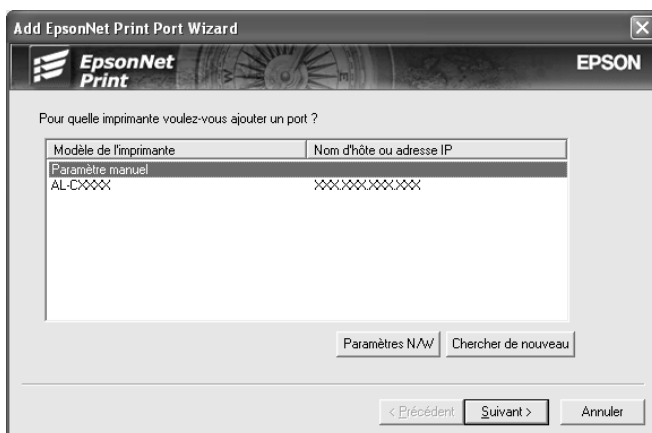 Add EpsonNet Print Port Wizard
EpsonNet
Print
EPSON
Pour quelle imprimante voulez-vous ajouter un port ?
Modèle de l'imprimante Nom d'hôte ou adresse IP
Paramètre manuel
AL-CXXXX XXX.XXX.XXX.XXX
Paramètres N/W Chercher de nouveau
< Précédent Suivant > Annuler